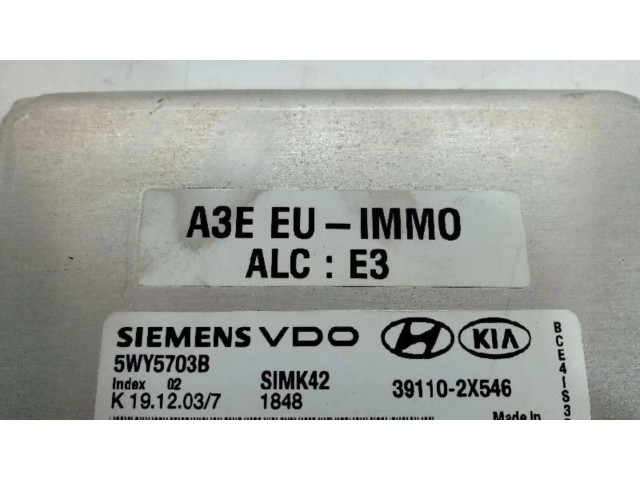 A3E EU - IMMO
ALC : E3
SIEMENS VDO KIA
5WY5703B
Index 02 SIMK42 39110-2X546
K 19.12.03/7 1848
Made in
BCE4IS3